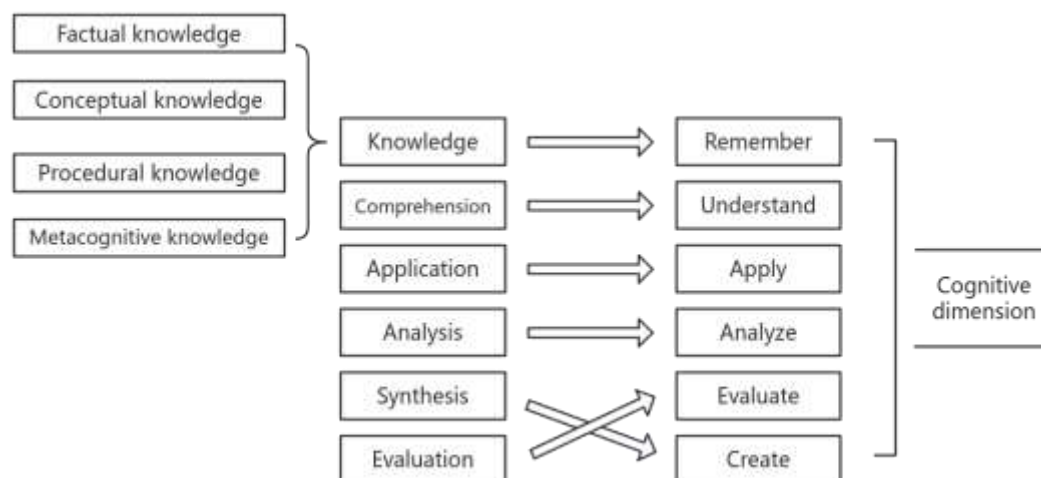 Factual knowledge
Conceptual knowledge
Procedural knowledge
Metacognitive knowledge
Knowledge
Comprehension
Application
Analysis
Synthesis
Evaluation
Remember
Understand
Apply
Analyze
Evaluate
Create
Cognitive
dimension